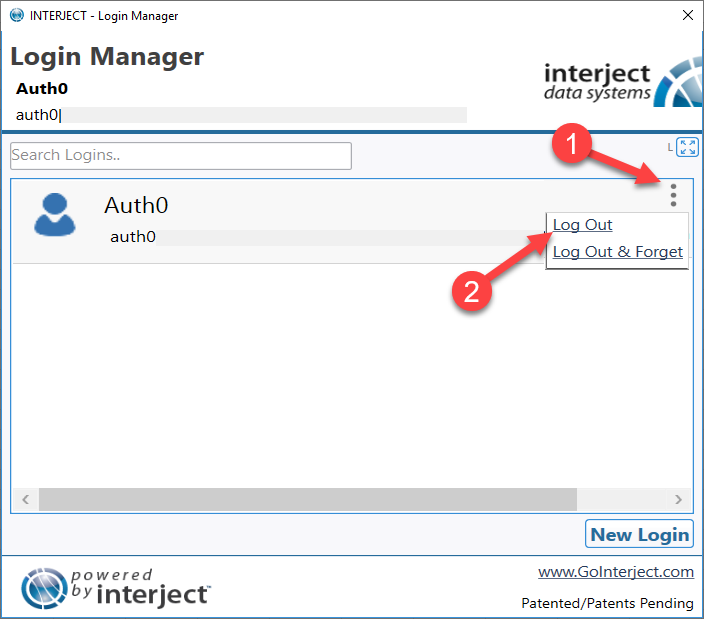 INTERJECT - Login Manager
Login Manager
Auth0
auth0|
interject
data systems
Search Logins..
L
1
Auth0
auth0
Log Out
Log Out & Forget
2
New Login
powered
by interject™
www.GoInterject.com
Patented/Patents Pending